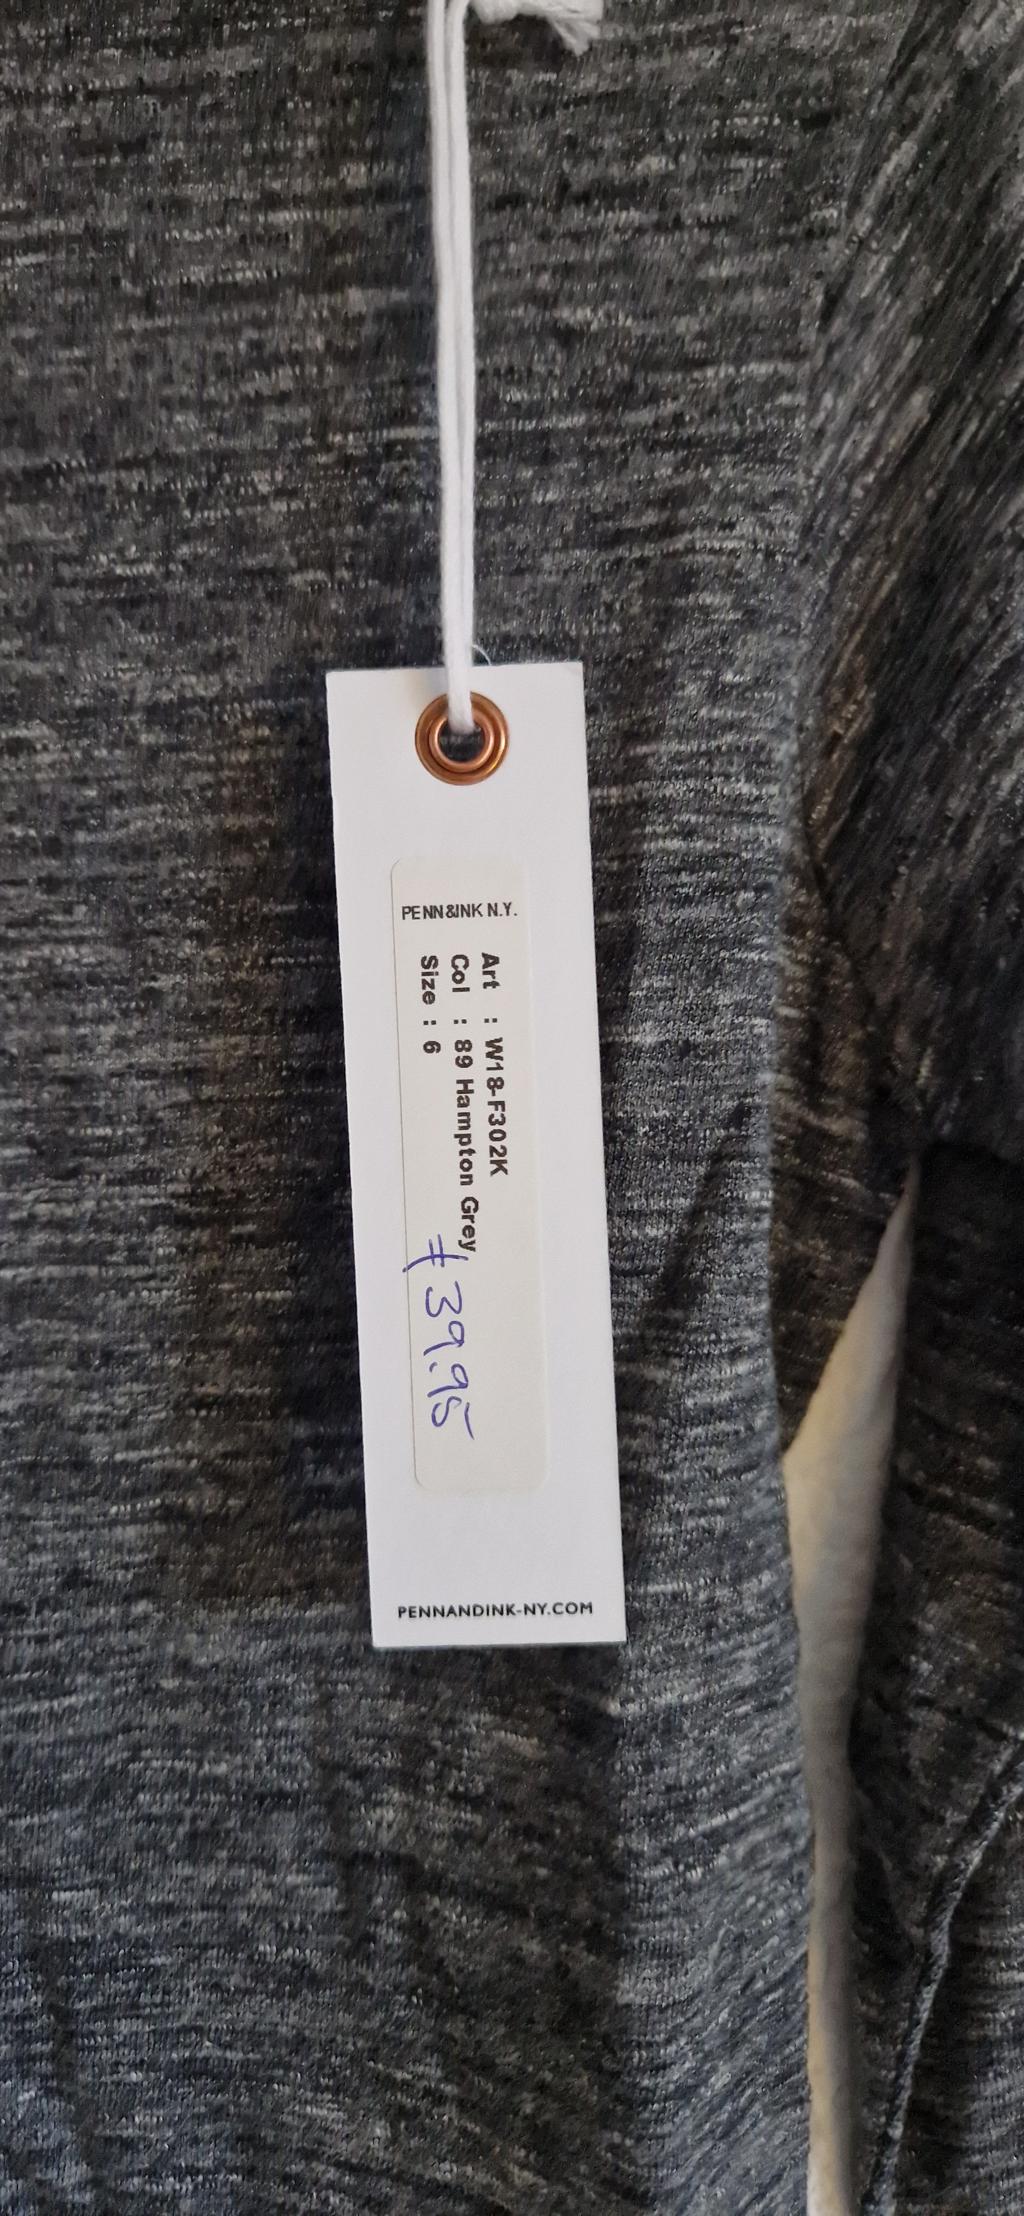 PENN&INK N.Y.
Art : W18-F302K
Col : 89 Hampton Grey
Size : 6
€39.95
PENNANDINK-NY.COM